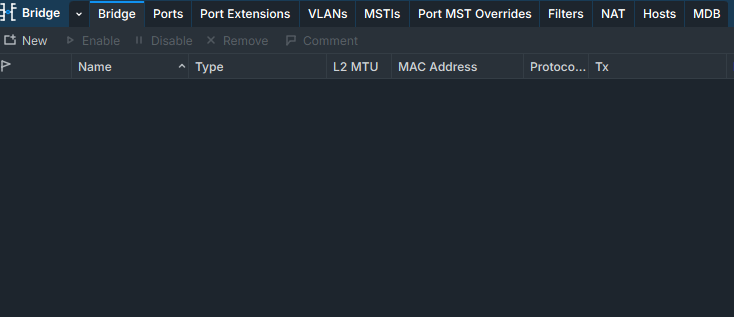 Bridge Bridge Ports Port Extensions VLANs MSTIs Port MST Overrides Filters NAT Hosts MDB
New Enable Disable Remove Comment
Name Type L2 MTU MAC Address Protoco... Tx